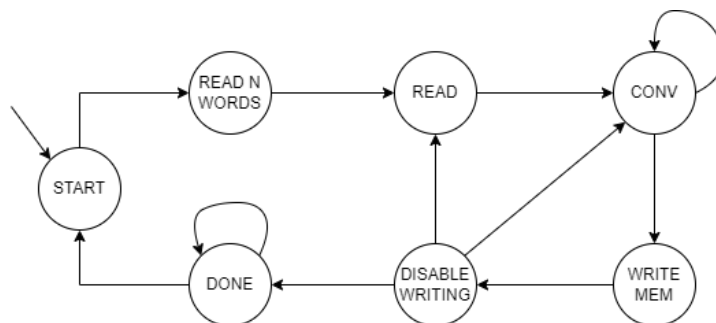 READ N
WORDS
READ
CONV
START
DONE
DISABLE
WRITING
WRITE
MEM